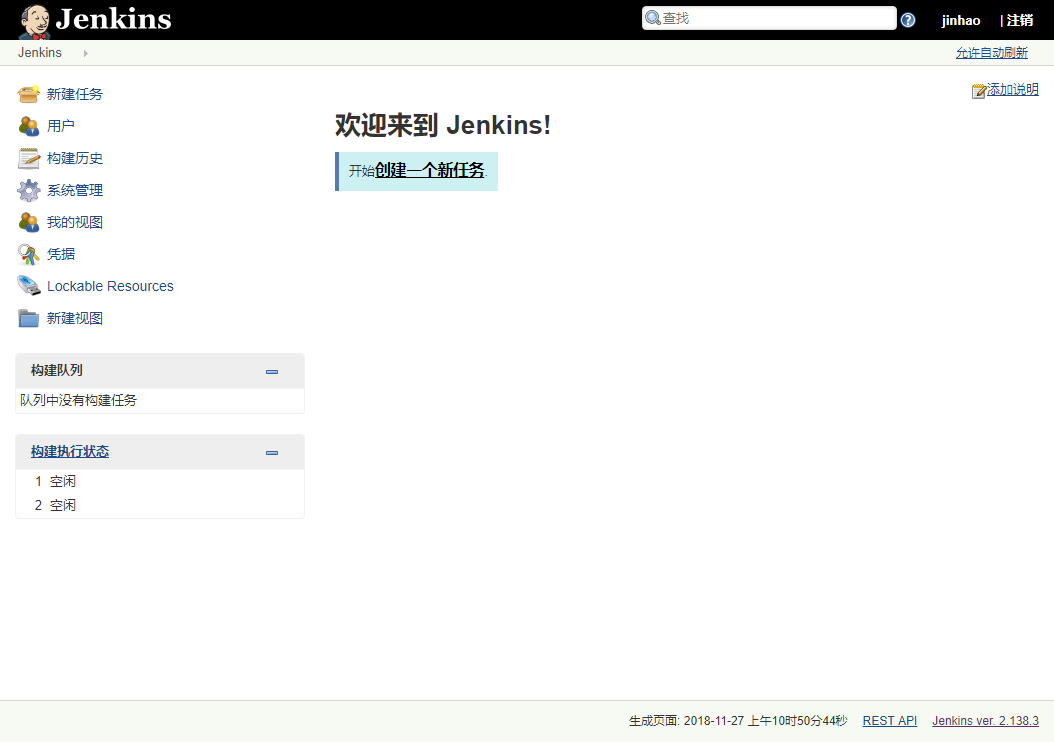 Jenkins
查找
jinhao
| 注销
Jenkins
允许自动刷新
新建任务
用户
构建历史
系统管理
我的视图
凭据
Lockable Resources
新建视图
构建队列
队列中没有构建任务
构建执行状态
1 空闲
2 空闲
添加说明
欢迎来到 Jenkins!
开始创建一个新任务.
生成页面: 2018-11-27 上午10时50分44秒 REST API Jenkins ver. 2.138.3